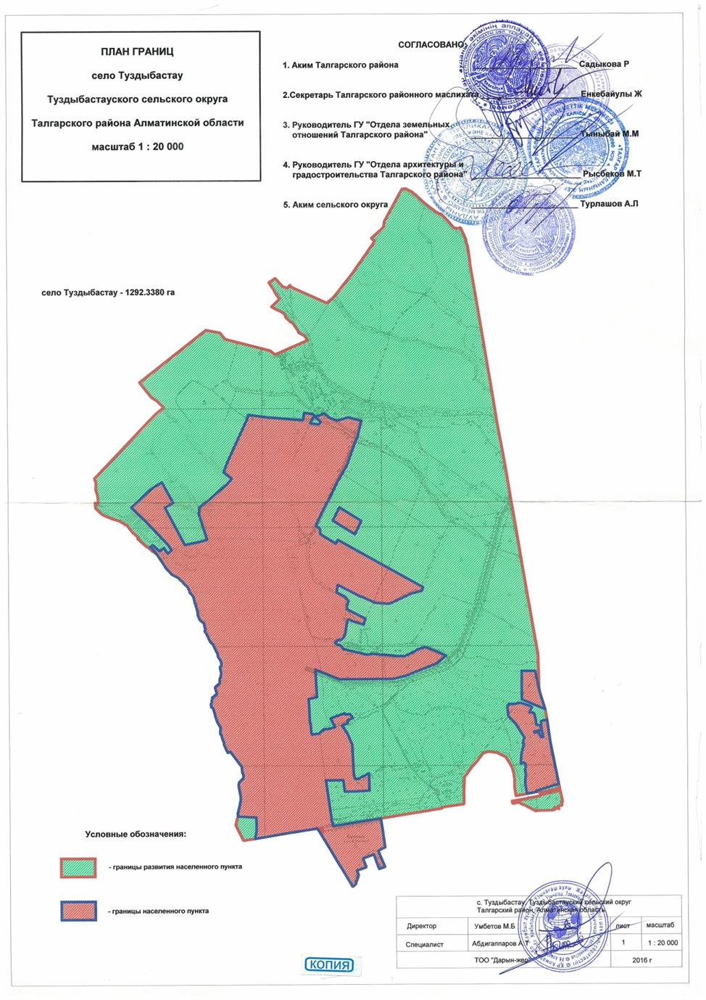 ПЛАН ГРАНИЦ
село Туздыбастау
Туздыбастауского сельского округа
Талгарского района Алматинской области
масштаб 1 : 20 000
СОГЛАСОВАНО:
1. Аким Талгарского района Садыкова Р
2.Секретарь Талгарского районного маслихата Енкебайулы Ж
3. Руководитель ГУ "Отдела земельных
отношений Талгарского района" Тыныбай М.М
4. Руководитель ГУ "Отдела архитектуры и
градостроительства Талгарского района" Рысбеков М.Т
5. Аким сельского округа Турлашов А.Л
село Туздыбастау - 1292.3380 га
Условные обозначения:
- границы развития населенного пункта
- границы населенного пункта
с. Туздыбастау, Туздыбастауский сельский округ
Талгарский район, Алматинская область
Директор Умбетов М.Б лист масштаб
Специалист Абдигаппаров А.Т 1 1 : 20 000
ТОО "Дарын-жер" 2016 г
КОПИЯ